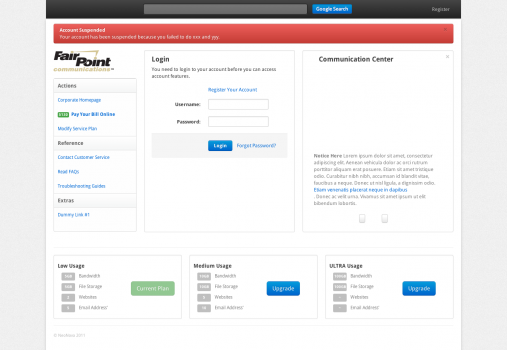 Google Search
Register
Account Suspended
Your account has been suspended because you failed to do xxx and yyy.
FairPoint
communications
Actions
Corporate Homepage
Pay Your Bill Online
Modify Service Plan
Reference
Contact Customer Service
Read FAQs
Troubleshooting Guides
Extras
Dummy Link #1
Login
You need to login to your account before you can access
account features.
Register Your Account
Username:
Password:
Login Forgot Password?
Communication Center
Notice Here Lorem ipsum dolor sit amet, consectetur
adipiscing elit. Aenean vehicula dolor ac orci rutrum
porttitor aliquam erat posuere. Etiam sit amet tristique
odio. Curabitur nibh nibh, accumsan id blandit vitae,
faucibus a neque. Donec ut nisl ligula, a dignissim odio.
Etiam venenatis placerat neque in dapibus
. Donec ac velit urna. Vivamus sit amet ipsum ut elit
bibendum lobortis.
Low Usage
Bandwidth
File Storage
Websites
Email Address'
Current Plan
Medium Usage
Bandwidth
File Storage
Websites
Email Address'
Upgrade
ULTRA Usage
Bandwidth
File Storage
Websites
Email Address'
Upgrade